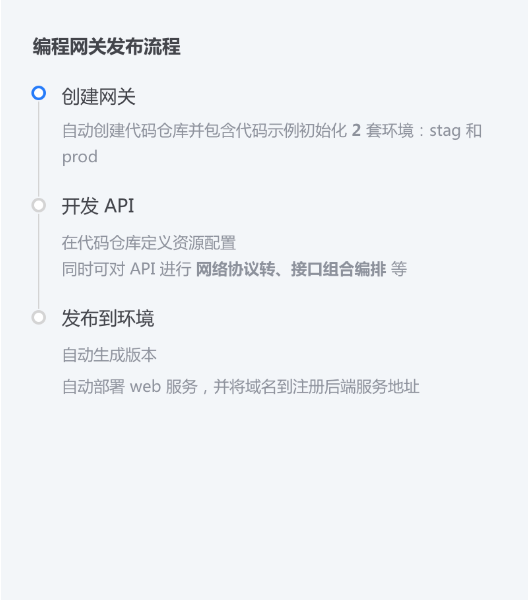 编程网关发布流程
创建网关
自动创建代码仓库并包含代码示例初始化 2 套环境：stag 和
prod
开发 API
在代码仓库定义资源配置
同时可对 API 进行 网络协议转、接口组合编排 等
发布到环境
自动生成版本
自动部署 web 服务，并将域名到注册后端服务地址